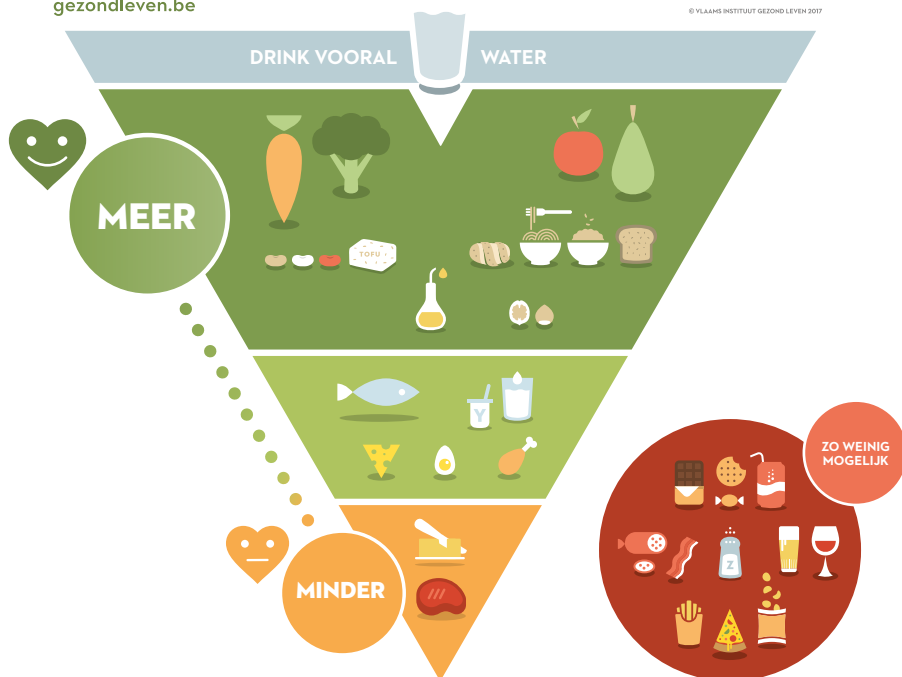 gezondleven.be
© VLAAMS INSTITUUT GEZOND LEVEN 2017
DRINK VOORAL WATER
MEER
TOFU
Y
ZO WEINIG
MOGELIJK
Z
MINDER